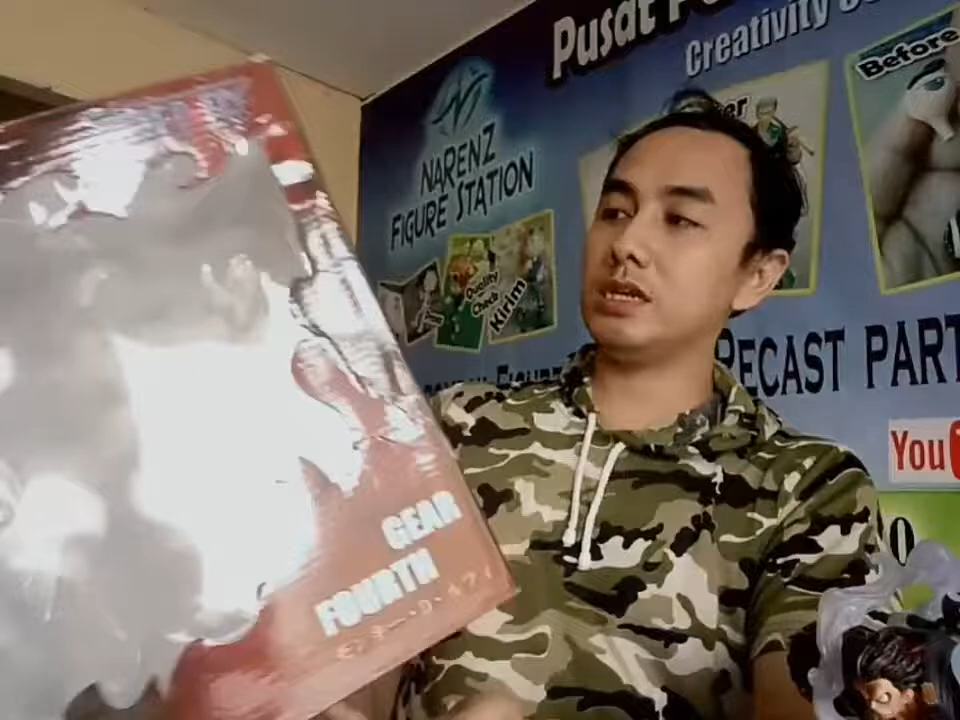 Pusat
Creativity
Before
NARENZ
FIGURE STATION
Quality
Check
Kirim
RECAST PART
You
GEAR
FOURTH